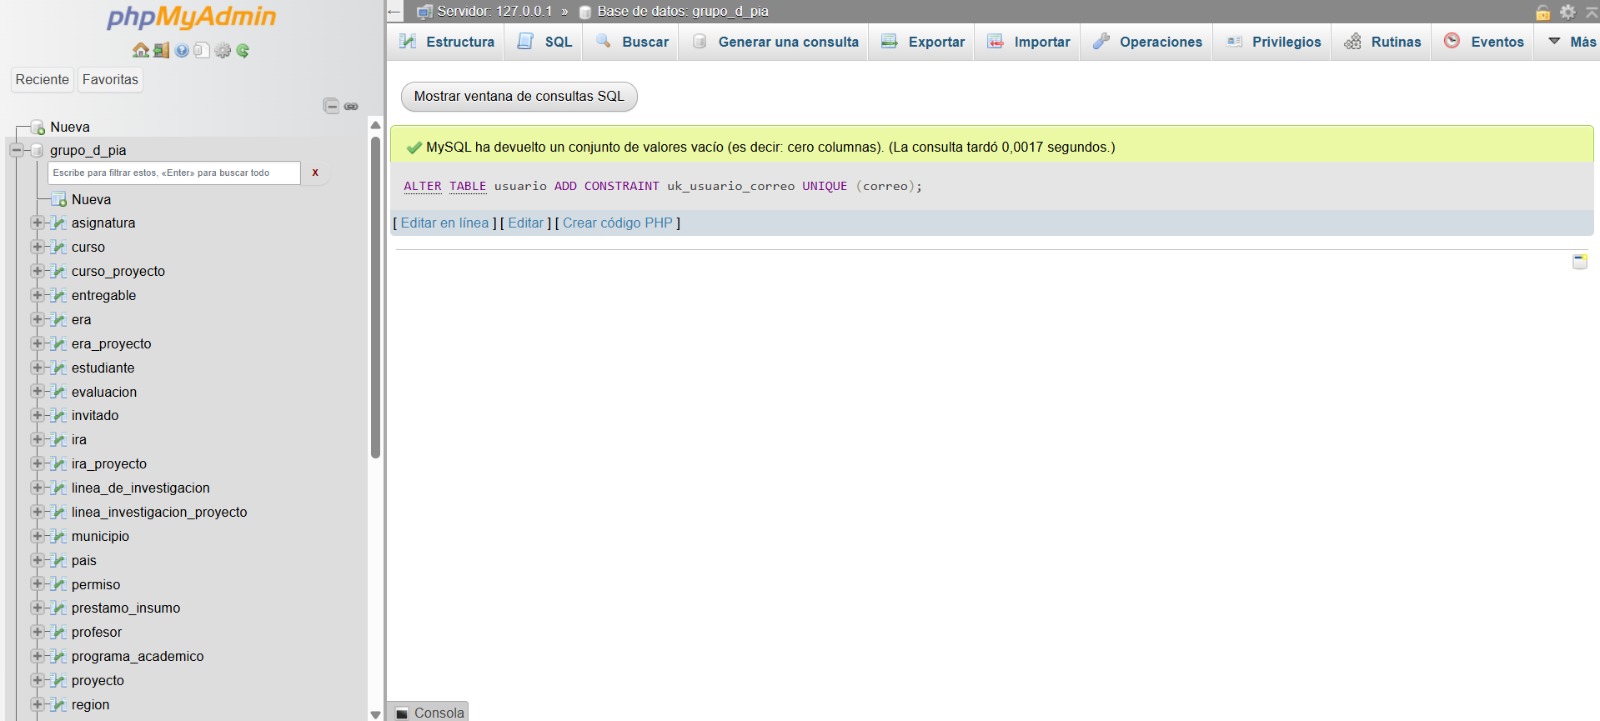 phpMyAdmin
Reciente Favoritas
Nueva
grupo_d_pia
Escribe para filtrar estos, «Enter» para buscar todo X
Nueva
asignatura
curso
curso_proyecto
entregable
era
era_proyecto
estudiante
evaluacion
invitado
ira
ira_proyecto
linea_de_investigacion
linea_investigacion_proyecto
municipio
pais
permiso
prestamo_insumo
profesor
programa_academico
proyecto
region
Servidor: 127.0.0.1 » Base de datos: grupo_d_pia
Estructura SQL Buscar Generar una consulta Exportar Importar Operaciones Privilegios Rutinas Eventos Más
Mostrar ventana de consultas SQL
MySQL ha devuelto un conjunto de valores vacío (es decir: cero columnas). (La consulta tardó 0,0017 segundos.)
ALTER TABLE usuario ADD CONSTRAINT uk_usuario_correo UNIQUE (correo);
[ Editar en línea ] [ Editar ] [ Crear código PHP ]
Consola